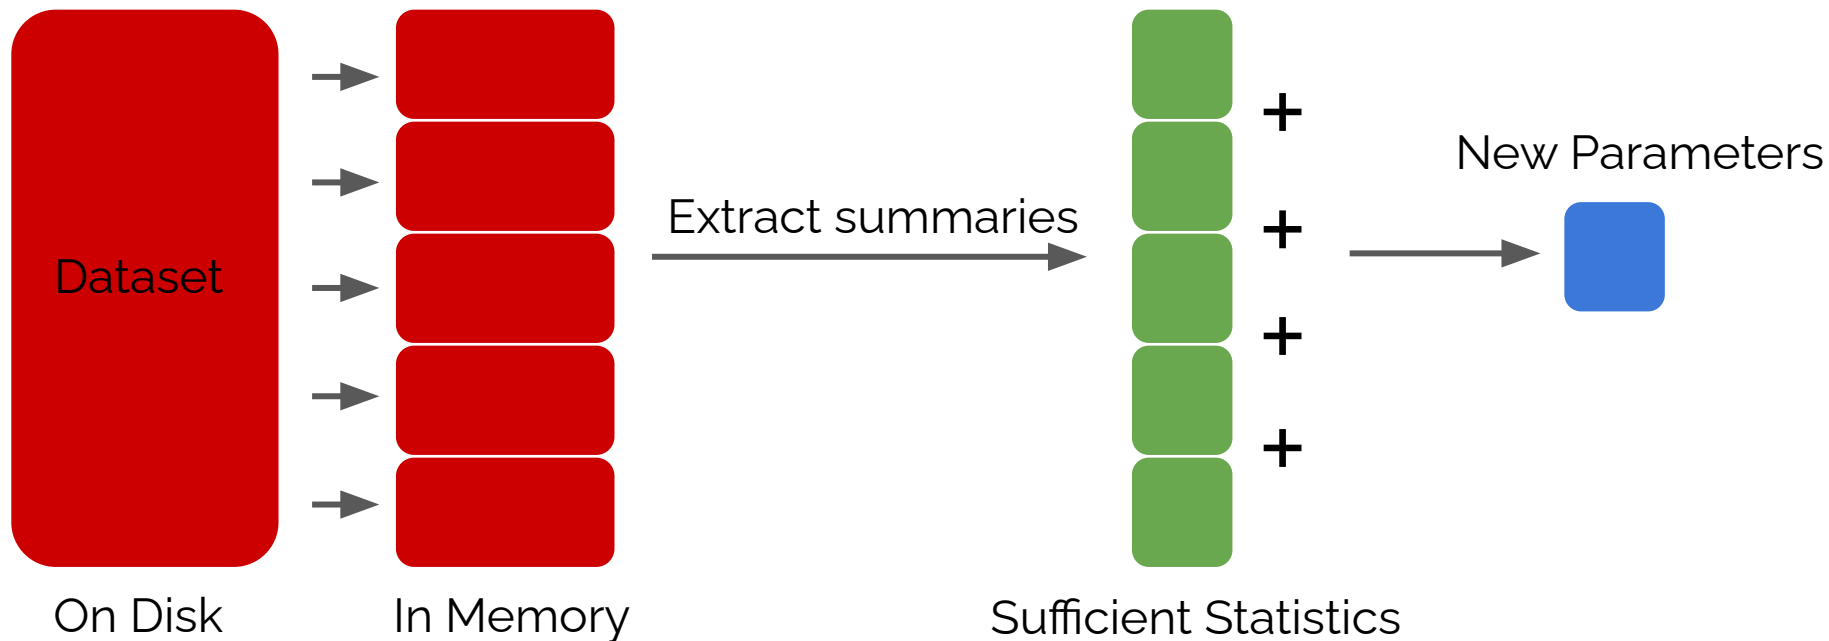 Dataset
On Disk
In Memory
Extract summaries
+
+
+
+
Sufficient Statistics
New Parameters